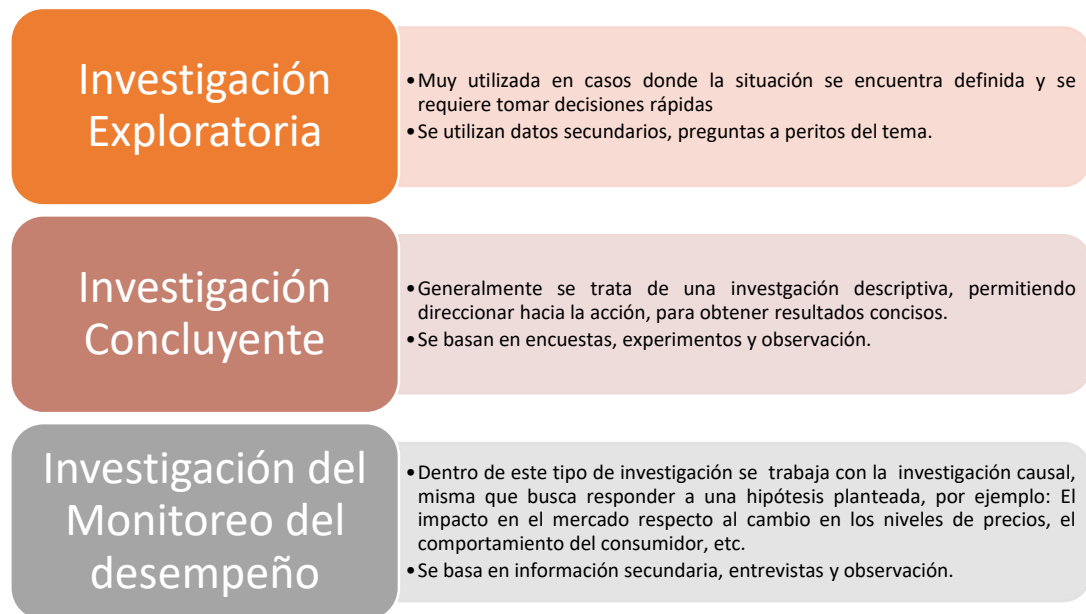 Investigación
Exploratoria
•Muy utilizada en casos donde la situación se encuentra definida y se
requiere tomar decisiones rápidas
•Se utilizan datos secundarios, preguntas a peritos del tema.
Investigación
Concluyente
•Generalmente se trata de una investgación descriptiva, permitiendo
direccionar hacia la acción, para obtener resultados concisos.
•Se basan en encuestas, experimentos y observación.
Investigación del
Monitoreo del
desempeño
•Dentro de este tipo de investigación se trabaja con la investigación causal,
misma que busca responder a una hipótesis planteada, por ejemplo: El
impacto en el mercado respecto al cambio en los niveles de precios, el
comportamiento del consumidor, etc.
•Se basa en información secundaria, entrevistas y observación.